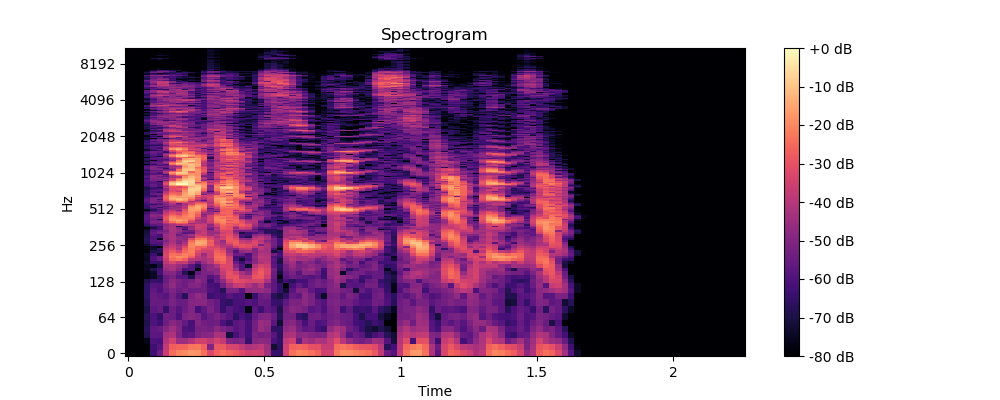 Spectrogram
Hz
8192
4096
2048
1024
512
256
128
64
0
0
0.5
1
1.5
2
Time
+0 dB
-10 dB
-20 dB
-30 dB
-40 dB
-50 dB
-60 dB
-70 dB
-80 dB